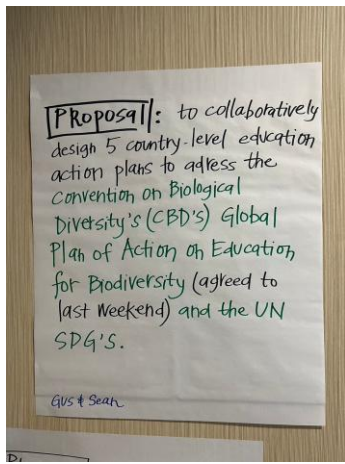 Proposal: to collaboratively
design 5 country-level education
action plans to adress the
Convention on Biological
Diversity's (CBD's) Global
Plan of Action on Education
for Biodiversity (agreed to
last weekend) and the UN
SDG'S.
Gus & Sean